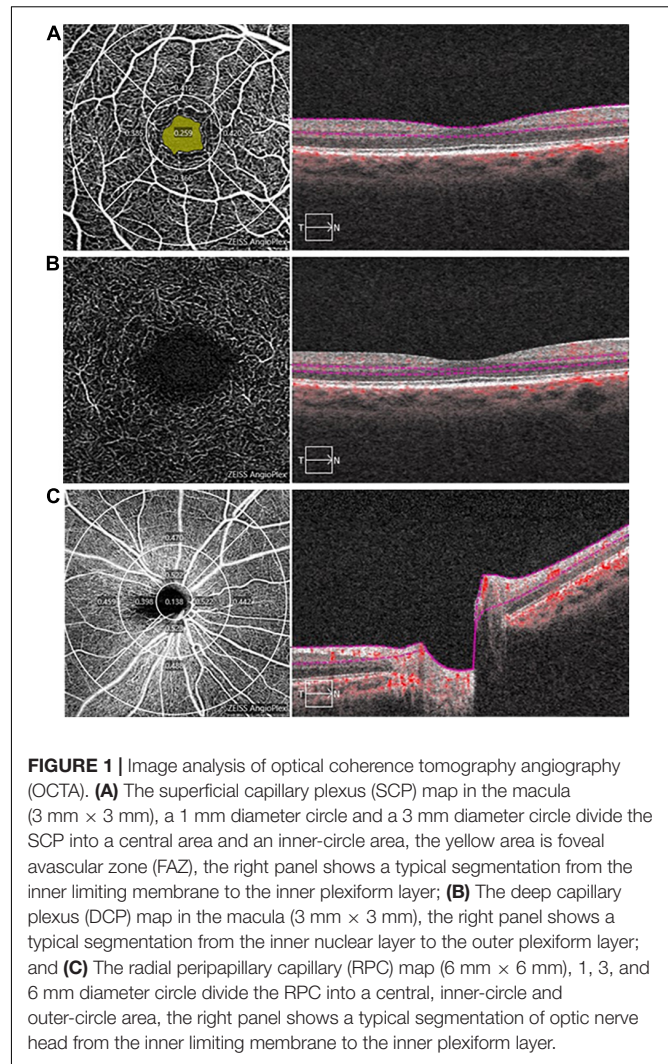 A
0.417
0.385 0.259 0.420
ZEISS AngioPlex
T N
B
ZEISS AngioPlex
T N
C
0.470
0.459 0.398 0.138 0.522 0.442
ZEISS AngioPlex
T N
FIGURE 1 | Image analysis of optical coherence tomography angiography
(OCTA). (A) The superficial capillary plexus (SCP) map in the macula
(3 mm × 3 mm), a 1 mm diameter circle and a 3 mm diameter circle divide the
SCP into a central area and an inner-circle area, the yellow area is foveal
avascular zone (FAZ), the right panel shows a typical segmentation from the
inner limiting membrane to the inner plexiform layer; (B) The deep capillary
plexus (DCP) map in the macula (3 mm × 3 mm), the right panel shows a
typical segmentation from the inner nuclear layer to the outer plexiform layer;
and (C) The radial peripapillary capillary (RPC) map (6 mm × 6 mm), 1, 3, and
6 mm diameter circle divide the RPC into a central, inner-circle and
outer-circle area, the right panel shows a typical segmentation of optic nerve
head from the inner limiting membrane to the inner plexiform layer.